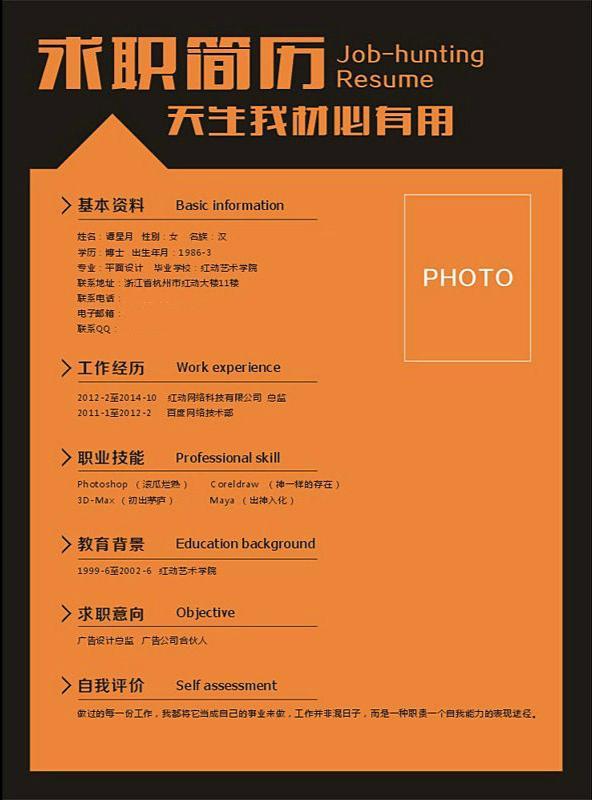 求职简历
Job-hunting
Resume
天生我材必有用
基本资料 Basic information
姓名：谭星月 性别：女 名族：汉
学历：博士 出生年月：1986-3
专业：平面设计 毕业学校：红动艺术学院
联系地址：浙江省杭州市红动大楼11楼
联系电话：
电子邮箱：
联系QQ：
PHOTO
工作经历 Work experience
2012-2至2014-10 红动网络科技有限公司 总监
2011-1至2012-2 百度网络技术部
职业技能 Professional skill
Photoshop （滚瓜烂熟） Coreldraw （神一样的存在）
3D-Max （初出茅庐） Maya （出神入化）
教育背景 Education background
1999-6至2002-6 红动艺术学院
求职意向 Objective
广告设计总监 广告公司合伙人
自我评价 Self assessment
做过的每一份工作，我都将它当成自己的事业来做，工作并非混日子，而是一种职责一个自我能力的表现途径。